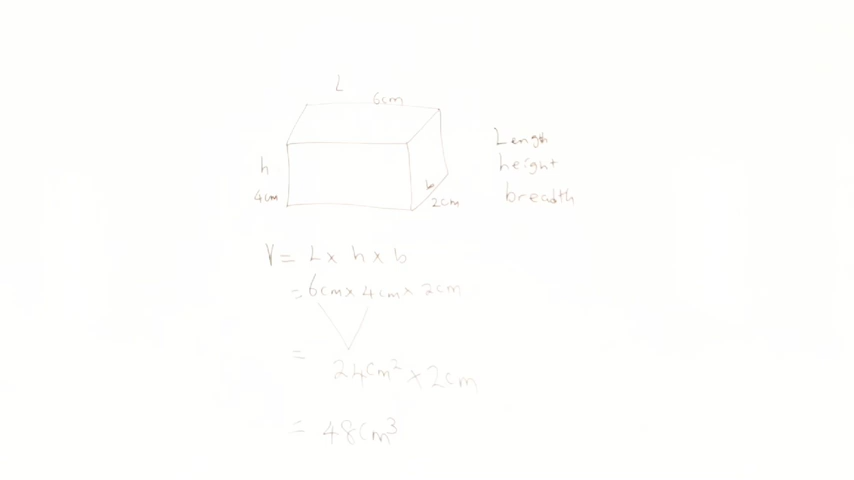 L
6cm
Length
h
height
4cm
b
2cm
breadth
V = L x h x b
= 6cm x 4cm x 2cm
= 24cm² x 2cm
= 48cm³